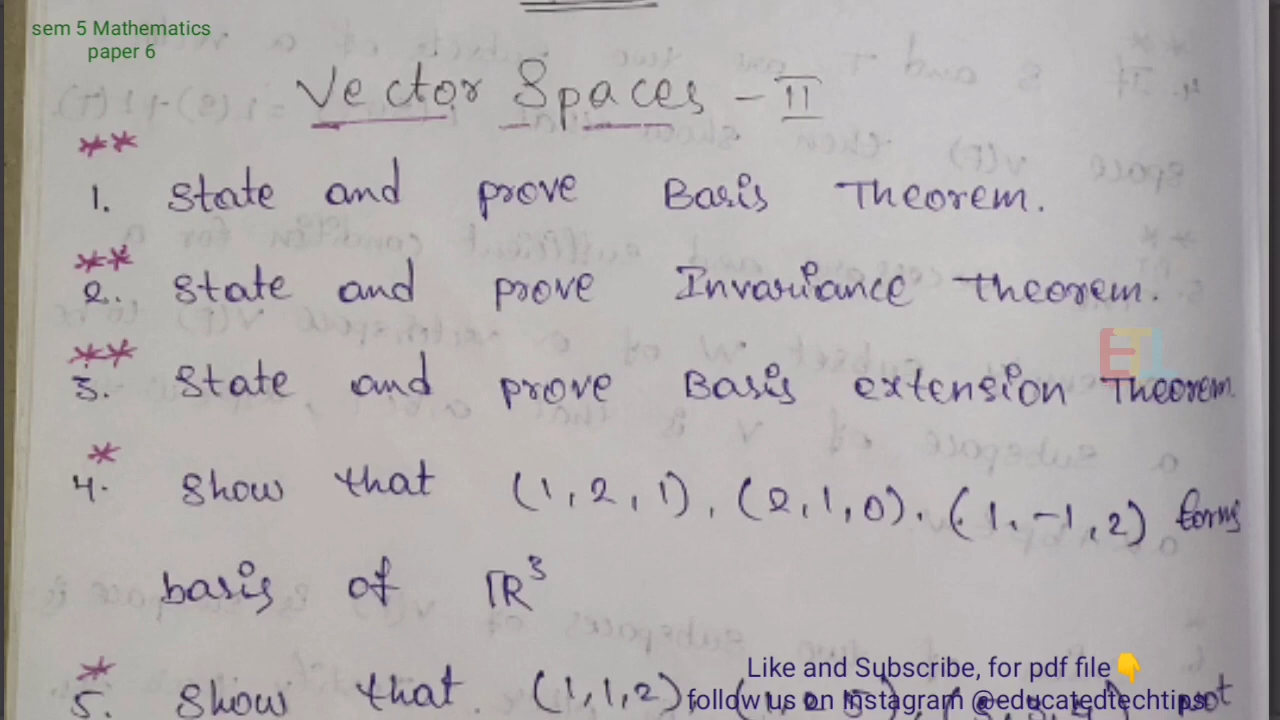 sem 5 Mathematics
paper 6
Vector Spaces - II
**
1. State and prove Basis Theorem.
**
2. State and prove Invariance theorem.
**
3. State and prove Basis extension Theorem.
ETL
*
4. Show that (1, 2, 1), (2, 1, 0), (1, -1, 2) forms
basis of ℝ³
*
5. Show that (1, 1, 2), not
Like and Subscribe, for pdf file👇
follow us on Instagram @educatedtechtips